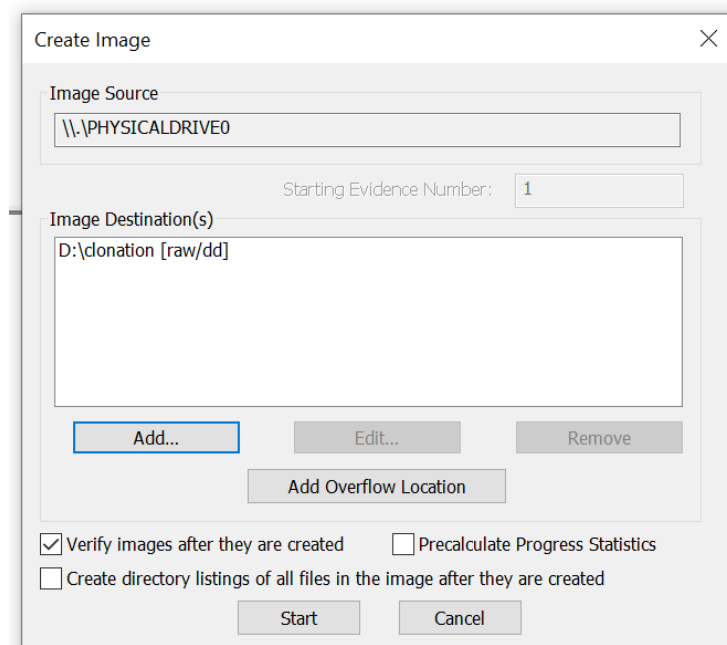 Create Image
Image Source
\\.\PHYSICALDRIVE0
Starting Evidence Number: 1
Image Destination(s)
D:\clonation [raw/dd]
Add... Edit... Remove
Add Overflow Location
Verify images after they are created Precalculate Progress Statistics
Create directory listings of all files in the image after they are created
Start Cancel